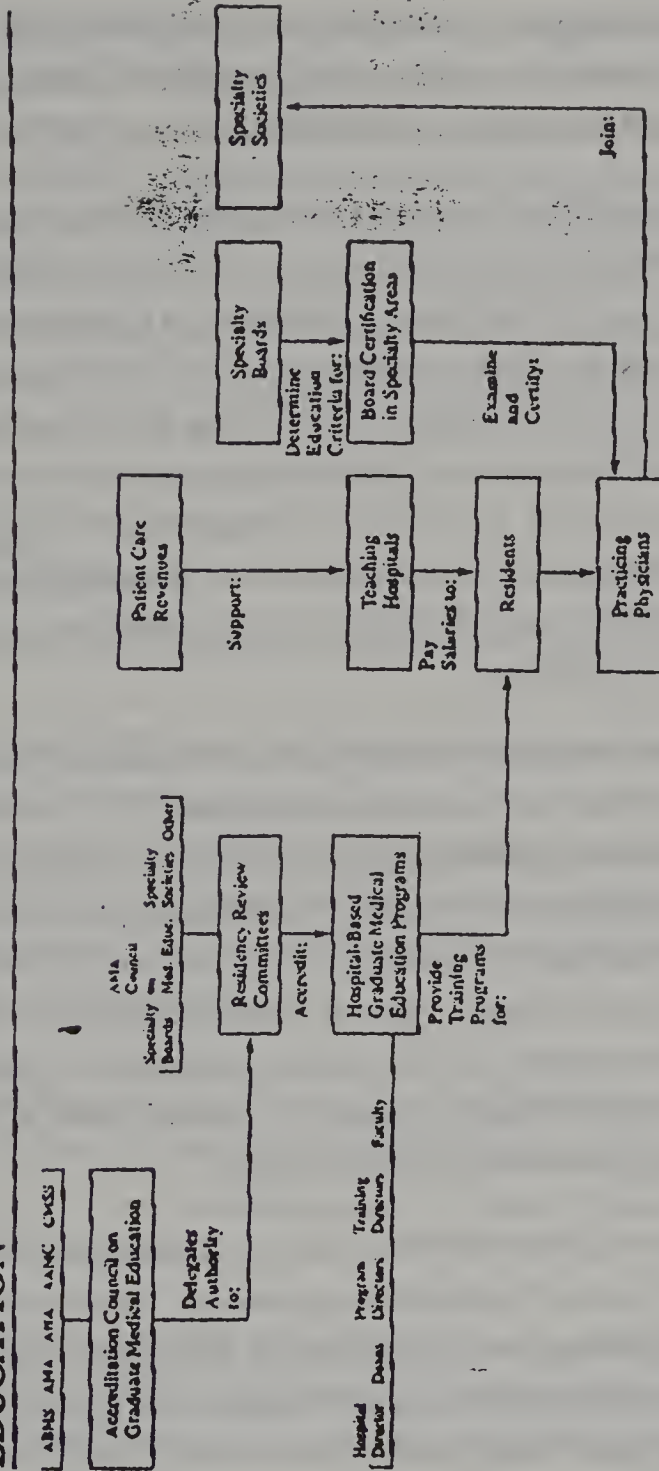 EDUCATION
ABMS AMA AHA AAMC CMSS
Accreditation Council on
Graduate Medical Education
Delegates
Authority
to:
AMA
Council
Specialty on Specialty
Boards Med. Educ. Societies Other
Residency Review
Committees
Accredit:
Hospital Program Training
Director Deans Directors Directors Faculty
Hospital-Based
Graduate Medical
Education Programs
Provide
Training
Programs
for:
Patient Care
Revenues
Support:
Teaching
Hospitals
Pay
Salaries to:
Residents
Practicing
Physicians
Specialty
Boards
Determine
Education
Criteria for:
Board Certification
in Specialty Areas
Examine
and
Certify:
Specialty
Societies
Join: